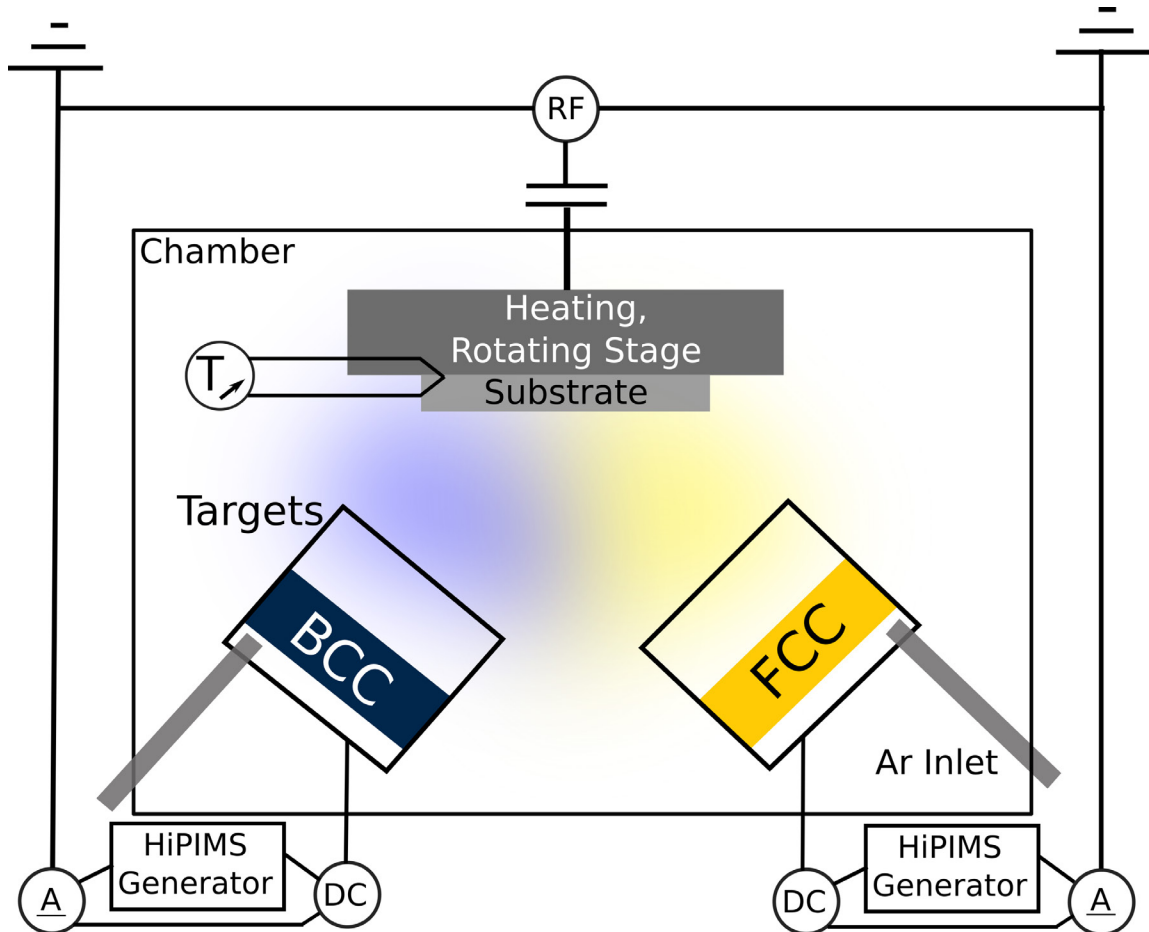 RF
Chamber
Heating,
Rotating Stage
T
Substrate
Targets
BCC
FCC
Ar Inlet
HiPIMS
Generator
A
DC
HiPIMS
Generator
DC
A